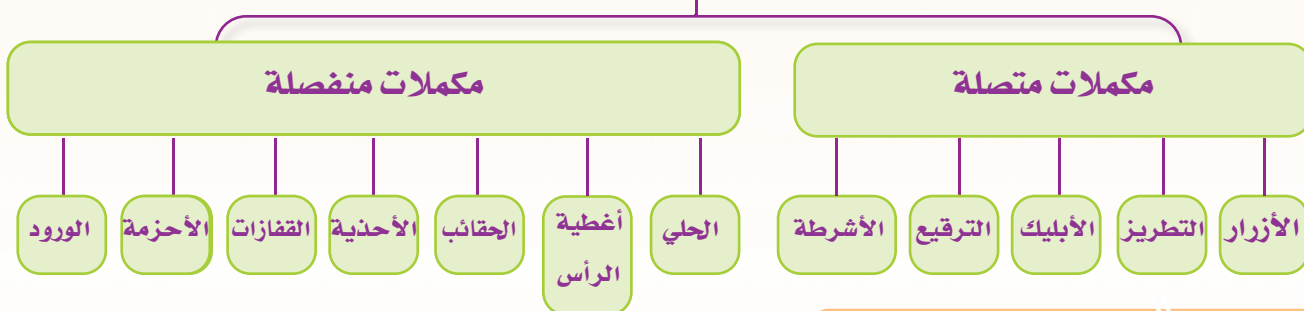 مكملات متصلة
مكملات منفصلة
الأزرار
التطريز
الأبليك
الترقيع
الأشرطة
الحلي
أغطية
الرأس
الحقائب
الأحذية
القفازات
الأحزمة
الورود